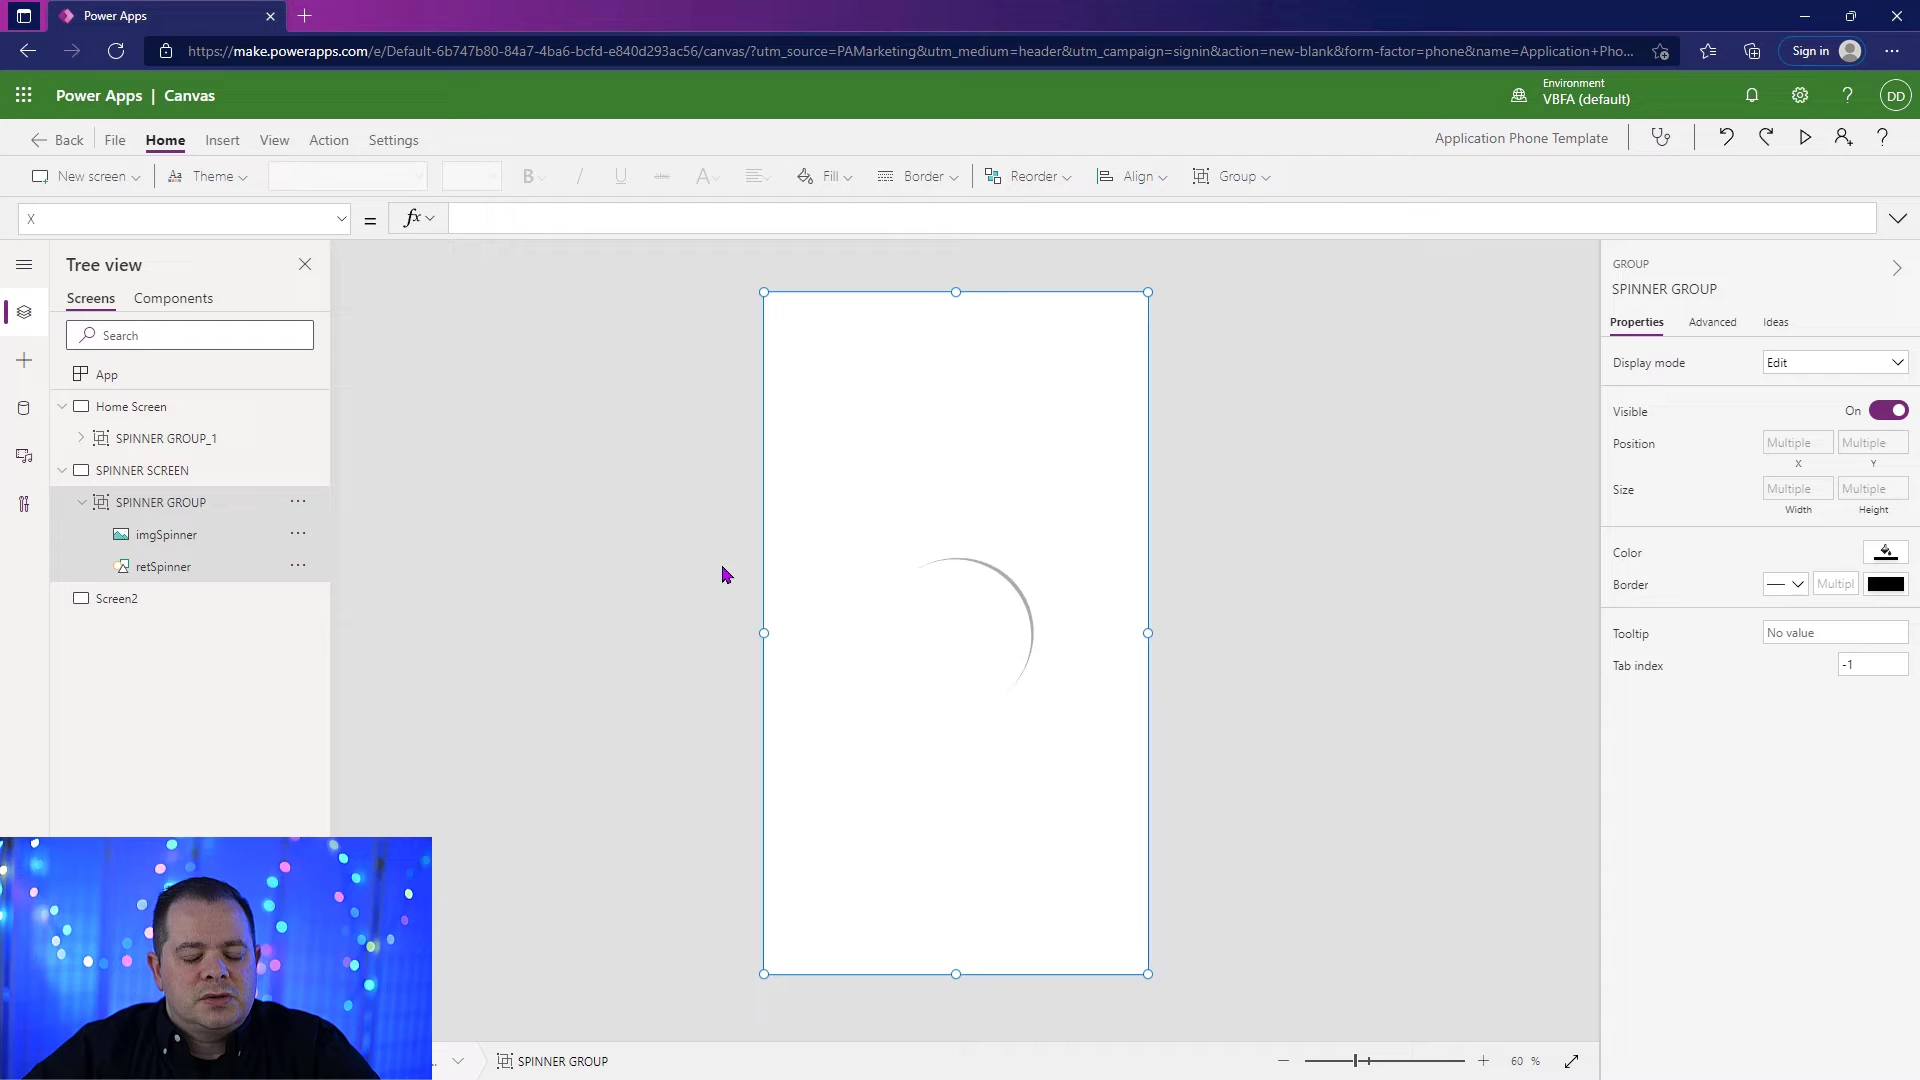 Power Apps
https://make.powerapps.com/e/Default-6b747b80-84a7-4ba6-bcfd-e840d293ac56/canvas/?utm_source=PAMarketing&utm_medium=header&utm_campaign=signin&action=new-blank&form-factor=phone&name=Application+Pho...
Sign in
Power Apps | Canvas
Environment
VBFA (default)
DD
Back
File
Home
Insert
View
Action
Settings
Application Phone Template
New screen
Theme
Fill
Border
Reorder
Align
Group
X
=
fx
Tree view
Screens
Components
Search
App
Home Screen
SPINNER GROUP_1
SPINNER SCREEN
SPINNER GROUP
imgSpinner
retSpinner
Screen2
GROUP
SPINNER GROUP
Properties
Advanced
Ideas
Display mode
Edit
Visible
On
Position
Multiple
Multiple
X
Y
Size
Multiple
Multiple
Width
Height
Color
Border
Multipl
Tooltip
No value
Tab index
-1
SPINNER GROUP
60 %